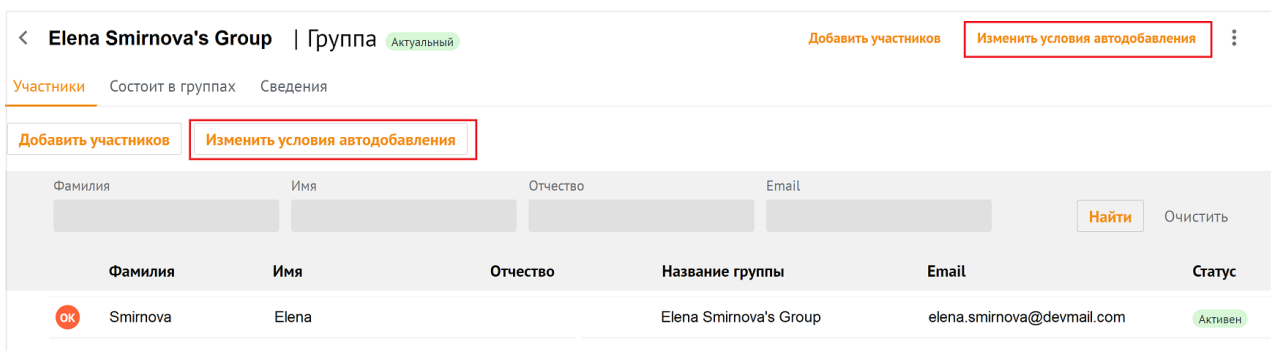 Elena Smirnova's Group | Группа Актуальный Добавить участников Изменить условия автодобавления
Участники Состоит в группах Сведения
Добавить участников Изменить условия автодобавления
Фамилия Имя Отчество Email
Найти Очистить
Фамилия Имя Отчество Название группы Email Статус
ОК Smirnova Elena Elena Smirnova's Group elena.smirnova@devmail.com Активен